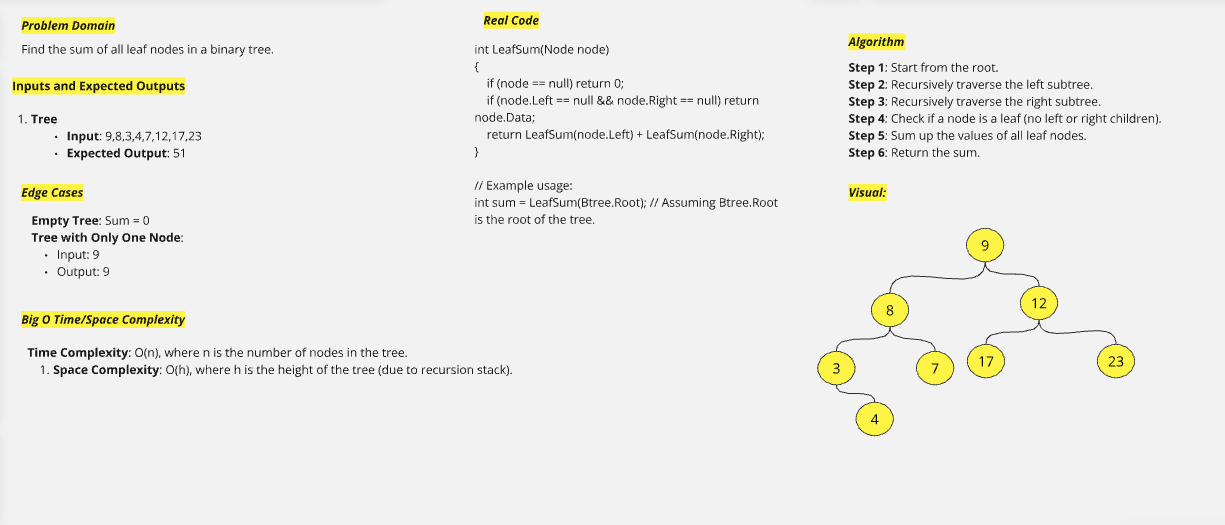 Problem Domain
Find the sum of all leaf nodes in a binary tree.
Inputs and Expected Outputs
1. Tree
• Input: 9,8,3,4,7,12,17,23
• Expected Output: 51
Edge Cases
Empty Tree: Sum = 0
Tree with Only One Node:
• Input: 9
• Output: 9
Big O Time/Space Complexity
Time Complexity: O(n), where n is the number of nodes in the tree.
1. Space Complexity: O(h), where h is the height of the tree (due to recursion stack).
Real Code
int LeafSum(Node node)
{
if (node == null) return 0;
if (node.Left == null && node.Right == null) return
node.Data;
return LeafSum(node.Left) + LeafSum(node.Right);
}
// Example usage:
int sum = LeafSum(Btree.Root); // Assuming Btree.Root
is the root of the tree.
Algorithm
Step 1: Start from the root.
Step 2: Recursively traverse the left subtree.
Step 3: Recursively traverse the right subtree.
Step 4: Check if a node is a leaf (no left or right children).
Step 5: Sum up the values of all leaf nodes.
Step 6: Return the sum.
Visual:
9
8
12
3
7
17
23
4